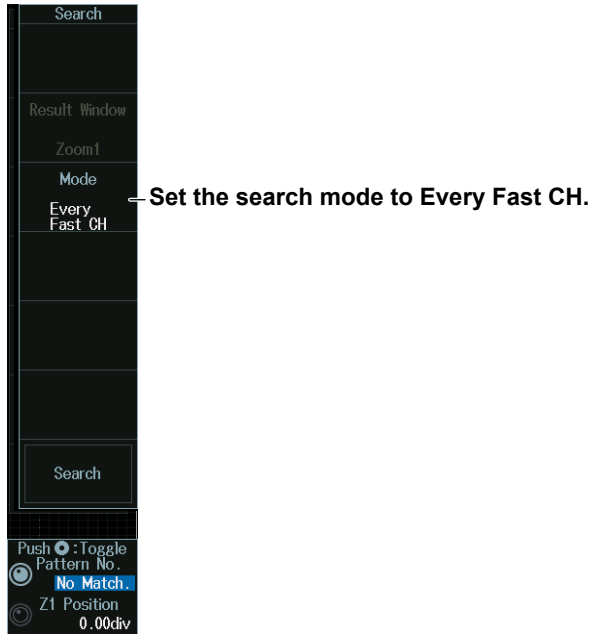 Search
Result Window
Zoom1
Mode
Every
Fast CH
Set the search mode to Every Fast CH.
Search
Push :Toggle
Pattern No.
No Match.
Z1 Position
0.00div